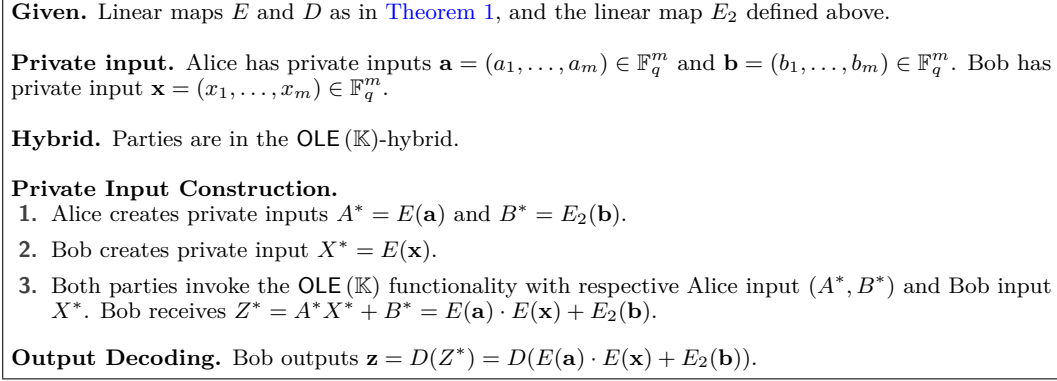 Given. Linear maps E and D as in Theorem 1, and the linear map E₂ defined above.
Private input. Alice has private inputs a = (a₁, . . . , aₘ) ∈ 𝔽_q^m and b = (b₁, . . . , bₘ) ∈ 𝔽_q^m. Bob has
private input x = (x₁, . . . , xₘ) ∈ 𝔽_q^m.
Hybrid. Parties are in the OLE (𝕂)-hybrid.
Private Input Construction.
1. Alice creates private inputs A* = E(a) and B* = E₂(b).
2. Bob creates private input X* = E(x).
3. Both parties invoke the OLE (𝕂) functionality with respective Alice input (A*, B*) and Bob input
X*. Bob receives Z* = A*X* + B* = E(a) · E(x) + E₂(b).
Output Decoding. Bob outputs z = D(Z*) = D(E(a) · E(x) + E₂(b)).